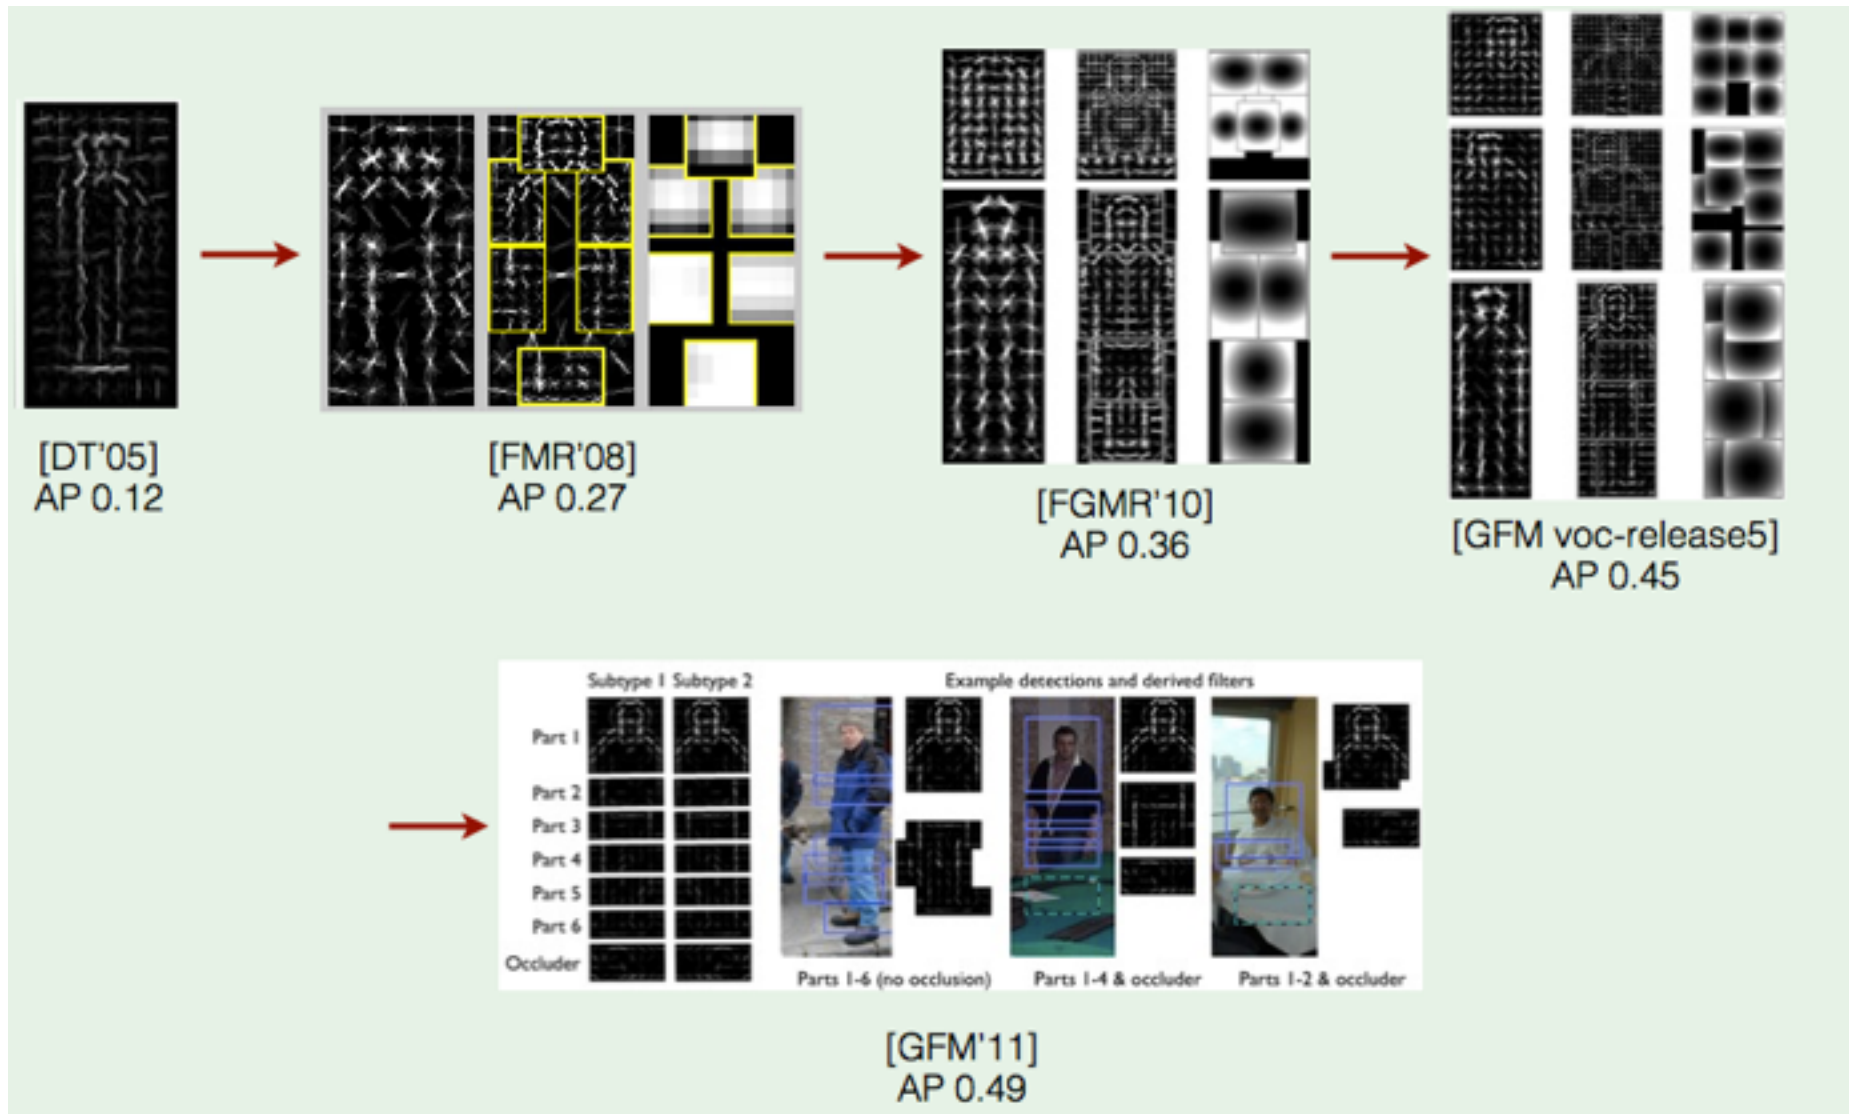 [DT'05]
AP 0.12
[FMR'08]
AP 0.27
[FGMR'10]
AP 0.36
[GFM voc-release5]
AP 0.45
Subtype 1 Subtype 2
Example detections and derived filters
Part 1
Part 2
Part 3
Part 4
Part 5
Part 6
Occluder
Parts 1-6 (no occlusion)
Parts 1-4 & occluder
Parts 1-2 & occluder
[GFM'11]
AP 0.49